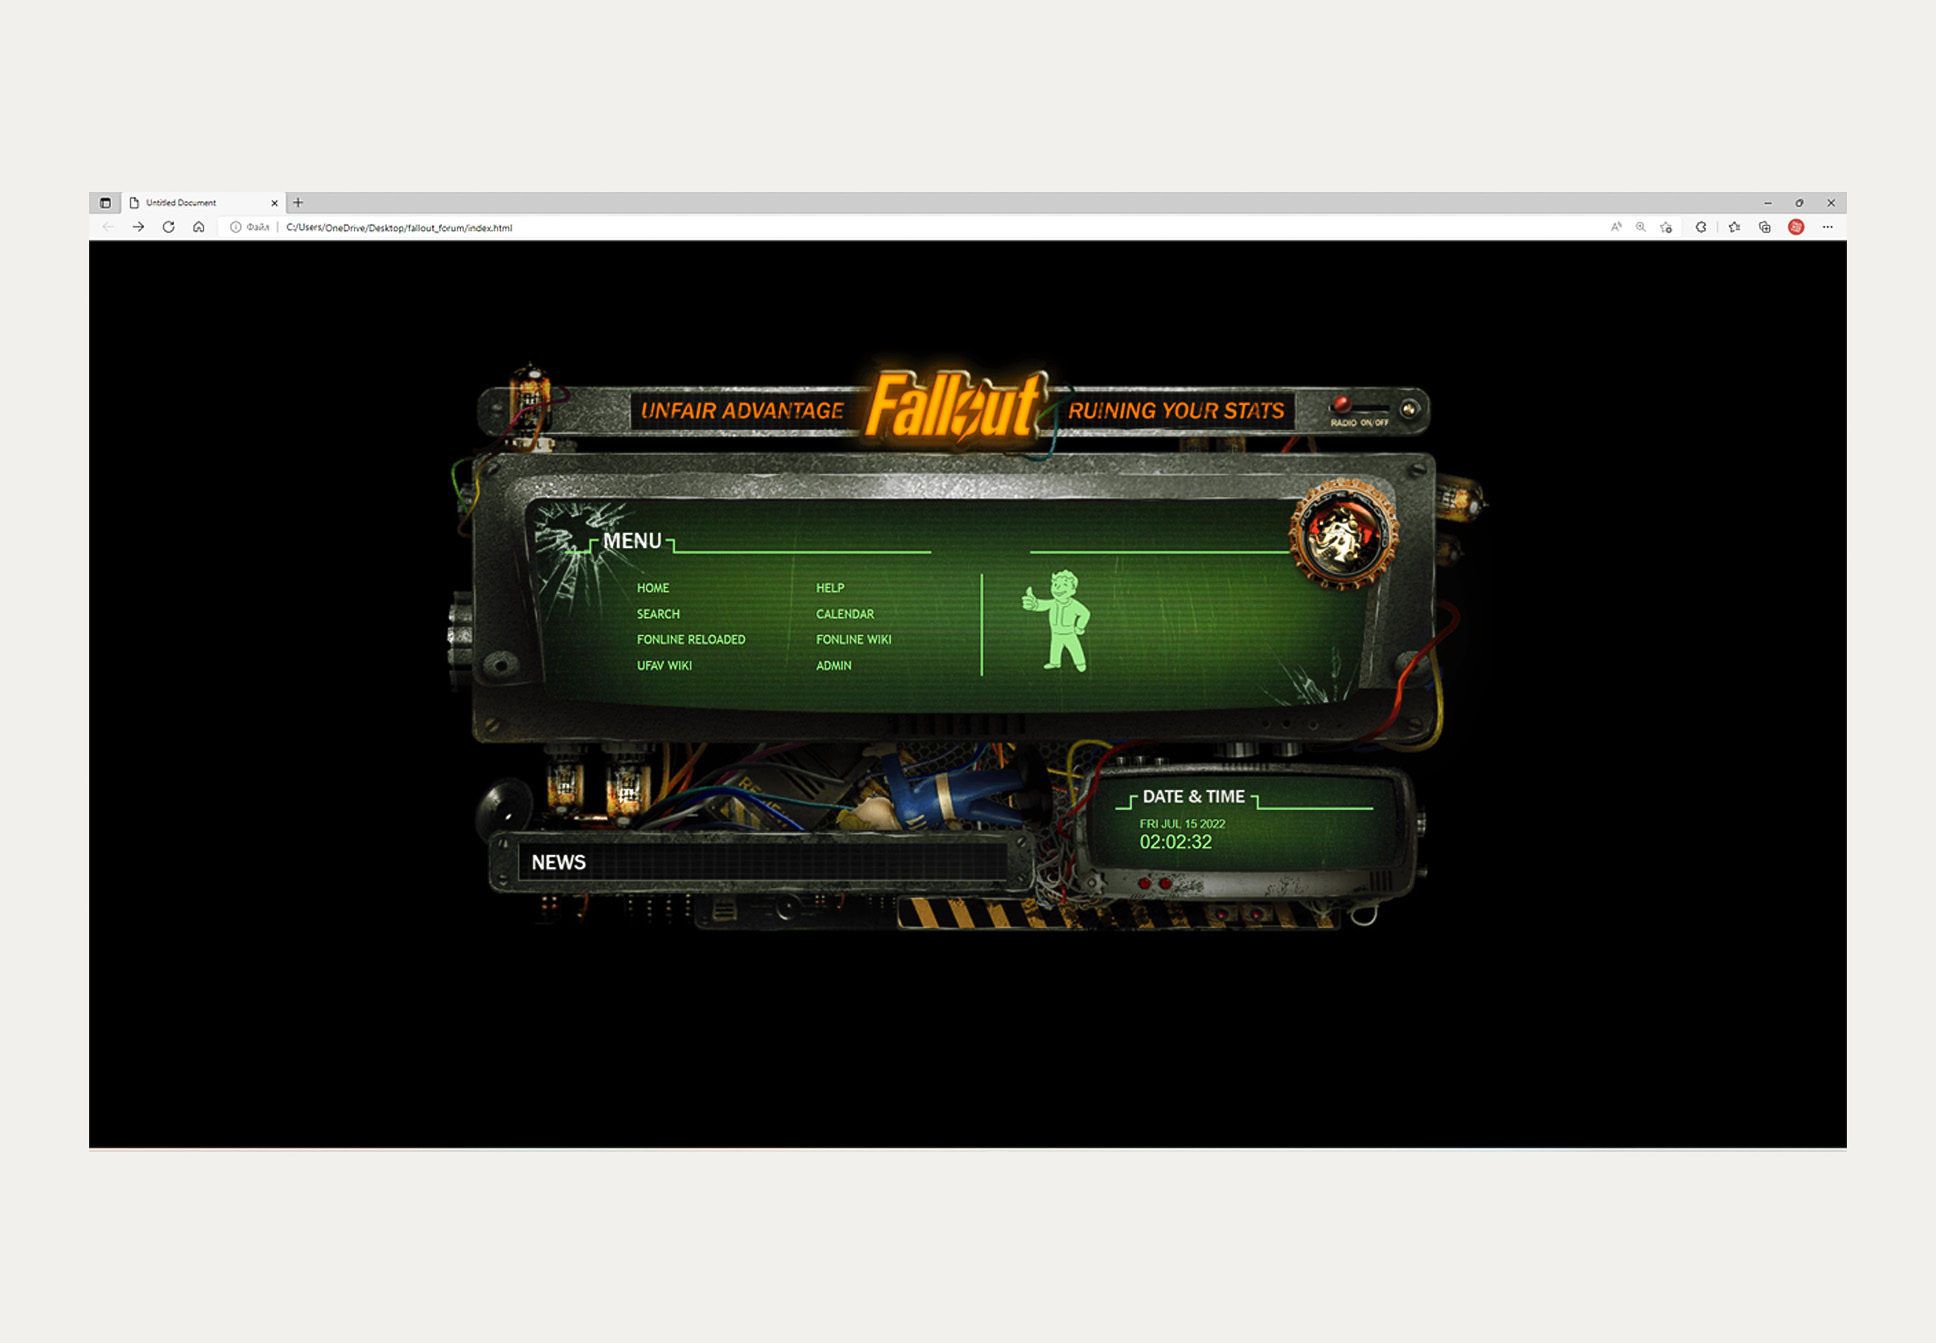 Untitled Document
Файл C:/Users/OneDrive/Desktop/fallout_forum/index.html
UNFAIR ADVANTAGE Fallout RUINING YOUR STATS
RADIO ON/OFF
MENU
HOME
SEARCH
FONLINE RELOADED
UFAV WIKI
HELP
CALENDAR
FONLINE WIKI
ADMIN
DATE & TIME
FRI JUL 15 2022
02:02:32
NEWS